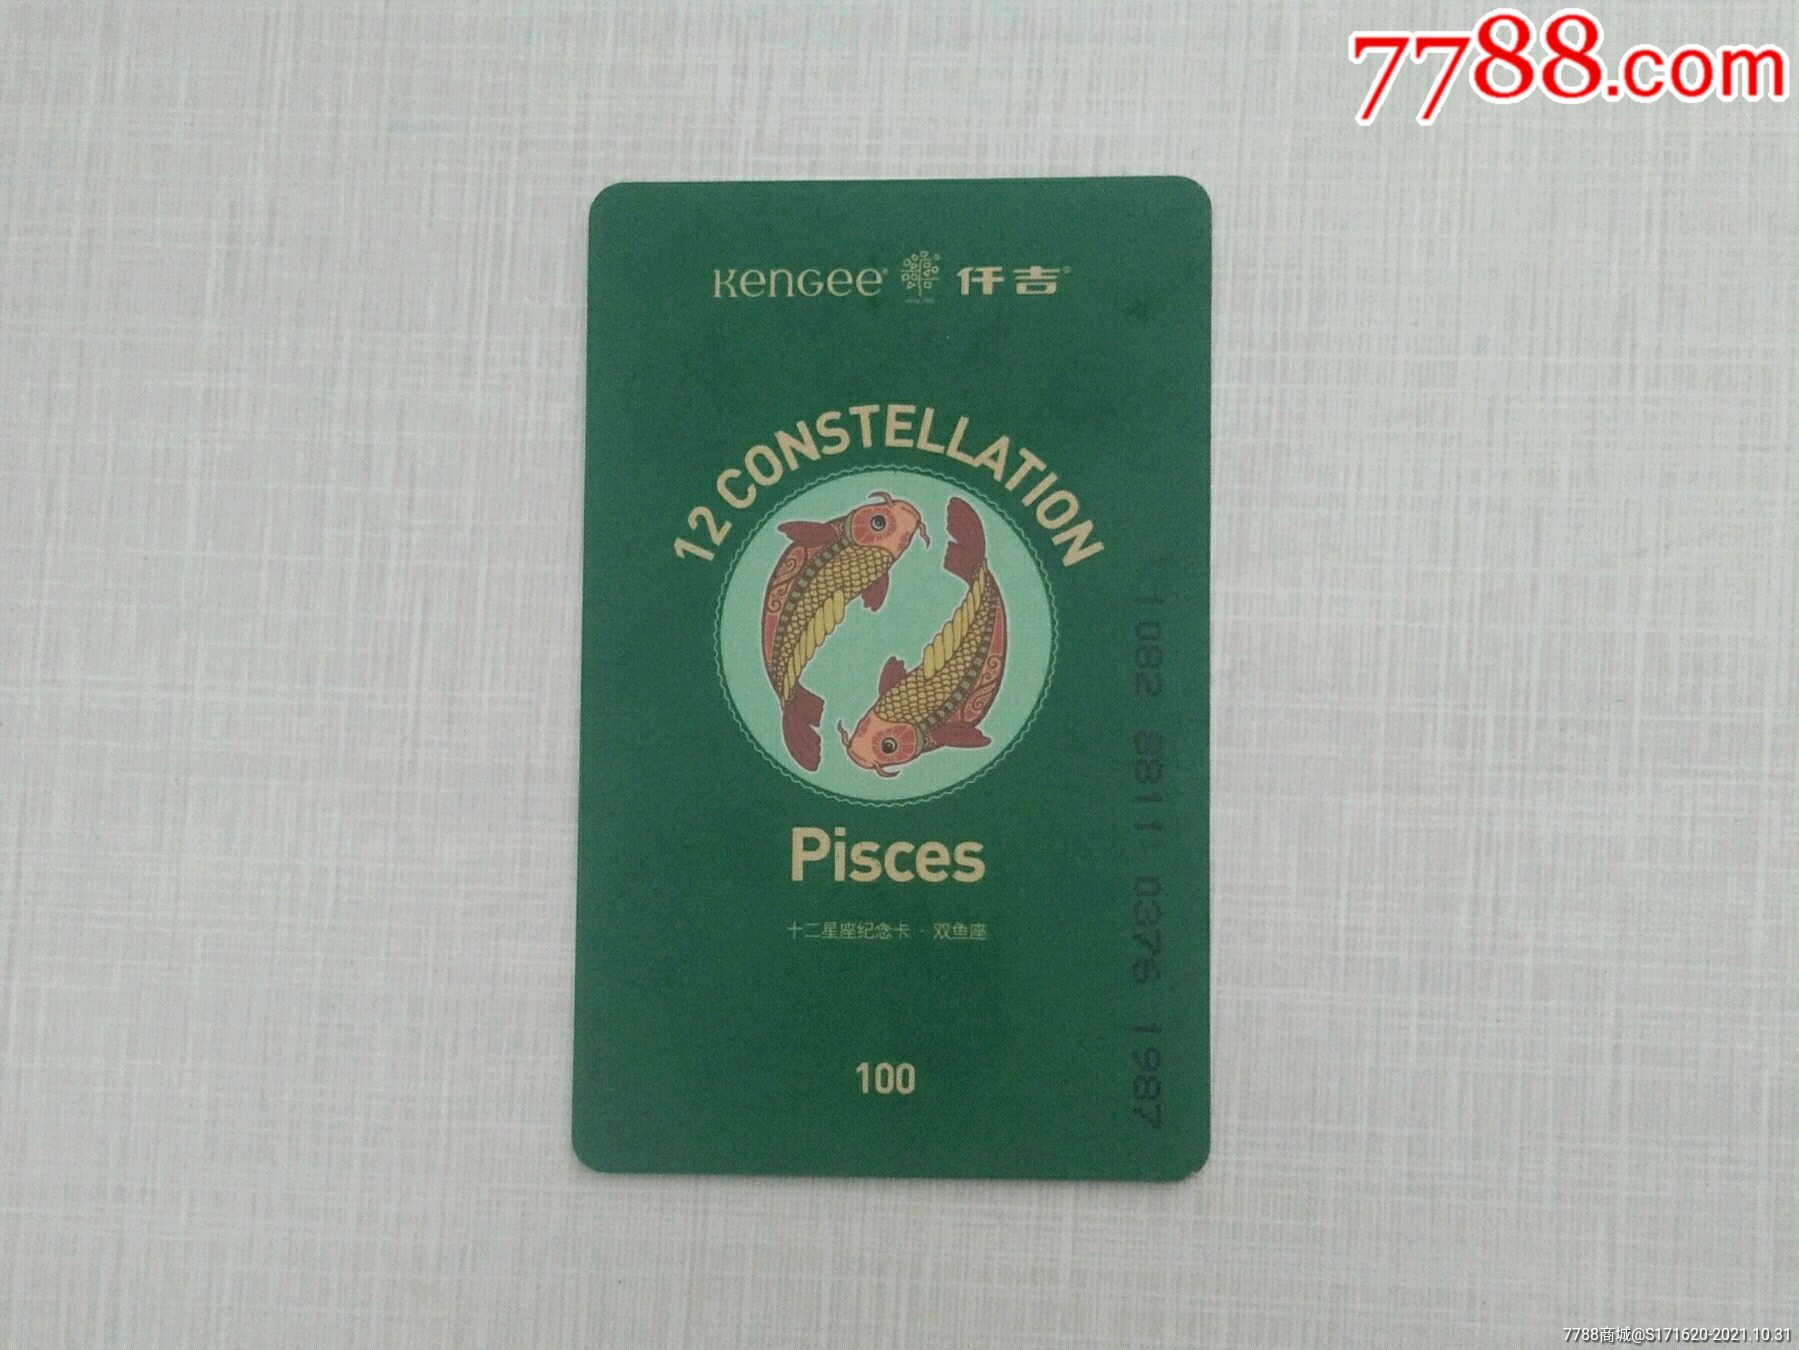 7788.com
KENGEE 仟吉
12 CONSTELLATION
Pisces
十二星座纪念卡 · 双鱼座
100
1082 8811 0376 1987
7788商城@S171620-2021.10.31